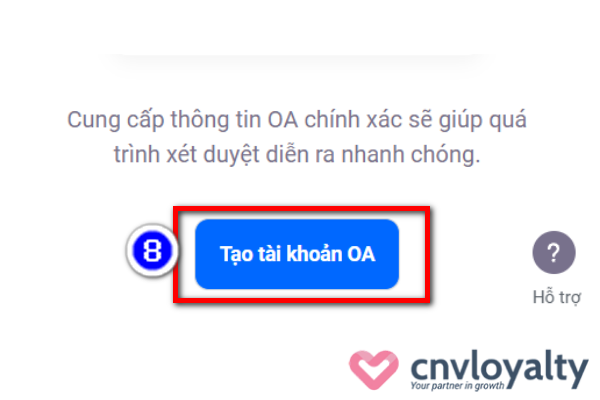 Cung cấp thông tin OA chính xác sẽ giúp quá
trình xét duyệt diễn ra nhanh chóng.
8
Tạo tài khoản OA
?
Hỗ trợ
cnvloyalty
Your partner in growth